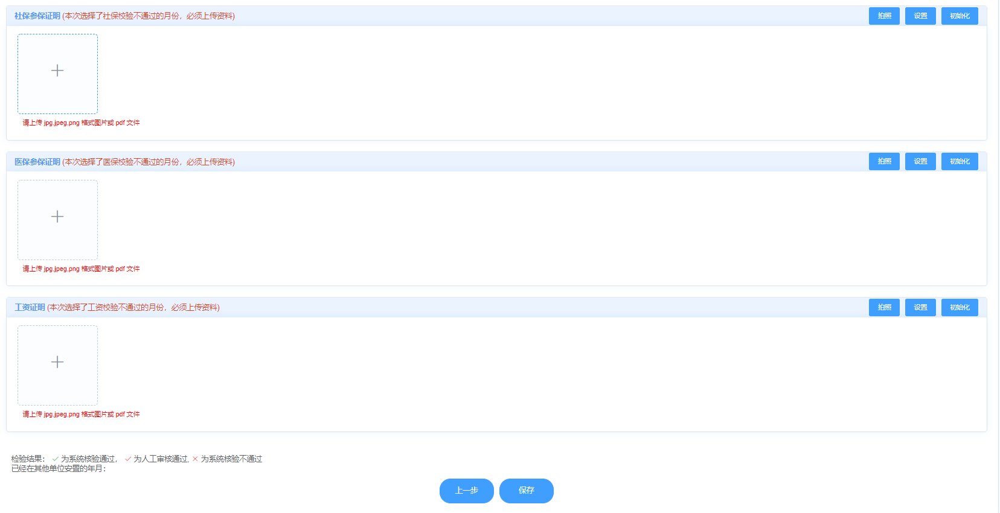 社保参保证明 (本次选择了社保校验不通过的月份，必须上传资料) 拍照 设置 初始化
请上传 jpg,jpeg,png 格式图片或 pdf 文件
医保参保证明 (本次选择了医保校验不通过的月份，必须上传资料) 拍照 设置 初始化
请上传 jpg,jpeg,png 格式图片或 pdf 文件
工资证明 (本次选择了工资校验不通过的月份，必须上传资料) 拍照 设置 初始化
请上传 jpg,jpeg,png 格式图片或 pdf 文件
检验结果： ✓ 为系统核验通过， ✓ 为人工审核通过, × 为系统核验不通过
已经在其他单位安置的年月：
上一步 保存